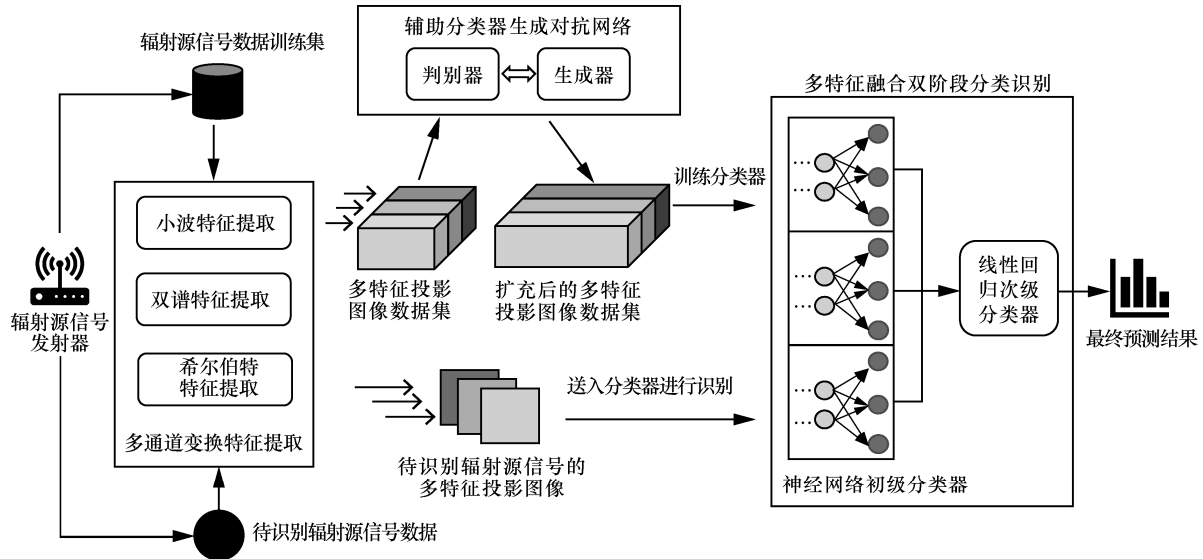 辐射源信号数据训练集
辐射源信号
发射器
小波特征提取
双谱特征提取
希尔伯特
特征提取
多通道变换特征提取
待识别辐射源信号数据
辅助分类器生成对抗网络
判别器
生成器
多特征投影
图像数据集
扩充后的多特征
投影图像数据集
训练分类器
待识别辐射源信号的
多特征投影图像
送入分类器进行识别
多特征融合双阶段分类识别
神经网络初级分类器
线性回
归次级
分类器
最终预测结果